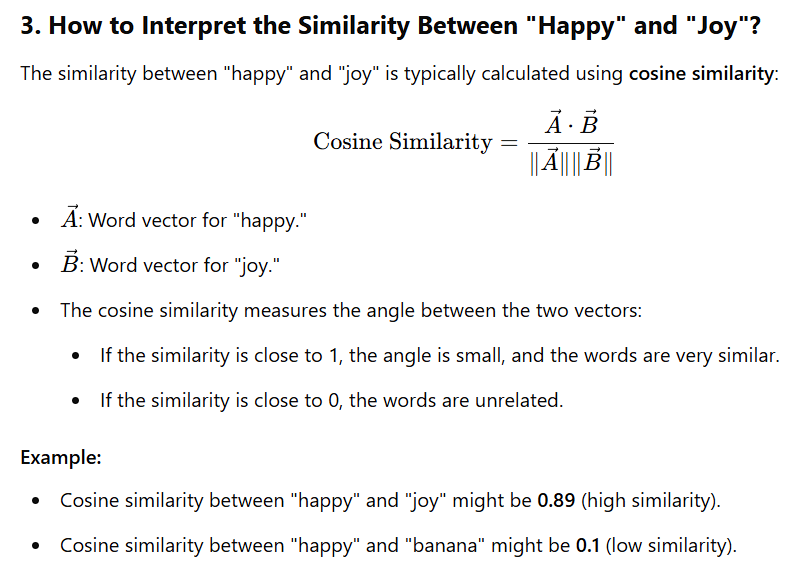 3. How to Interpret the Similarity Between "Happy" and "Joy"?
The similarity between "happy" and "joy" is typically calculated using cosine similarity:
Cosine Similarity = \frac{\vec{A} \cdot \vec{B}}{\|\vec{A}\|\|\vec{B}\|}
• \vec{A}: Word vector for "happy."
• \vec{B}: Word vector for "joy."
• The cosine similarity measures the angle between the two vectors:
• If the similarity is close to 1, the angle is small, and the words are very similar.
• If the similarity is close to 0, the words are unrelated.
Example:
• Cosine similarity between "happy" and "joy" might be 0.89 (high similarity).
• Cosine similarity between "happy" and "banana" might be 0.1 (low similarity).